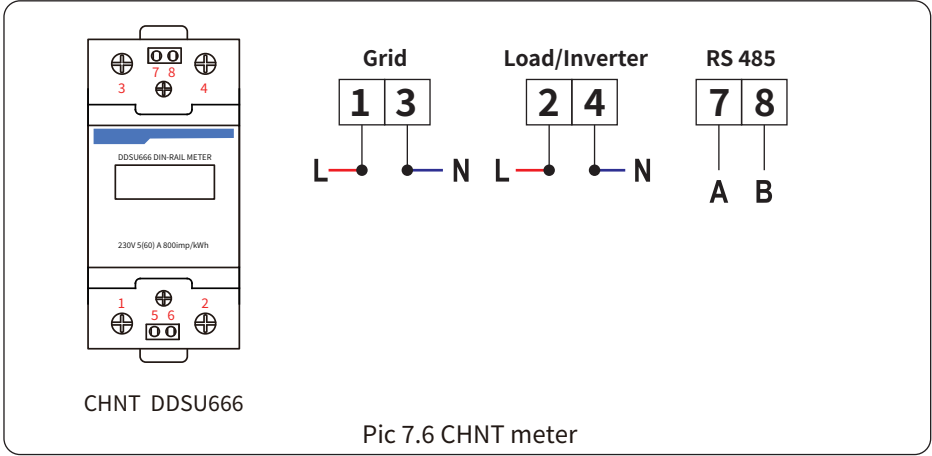 Grid Load/Inverter RS 485
7 8
3 4
1 3 2 4 7 8
DDSU666 DIN-RAIL METER
L N L N
A B
230V 5(60) A 800imp/kWh
1 2
5 6
CHNT DDSU666
Pic 7.6 CHNT meter